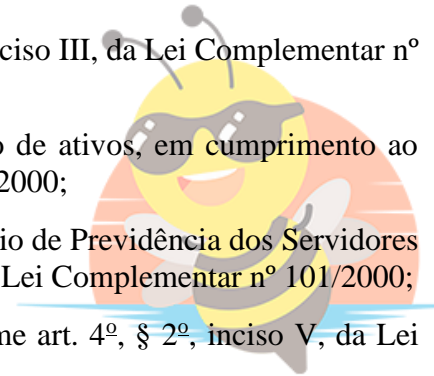 ciso III, da Lei Complementar nº
o de ativos, em cumprimento ao
2000;
io de Previdência dos Servidores
Lei Complementar nº 101/2000;
me art. 4º, § 2º, inciso V, da Lei